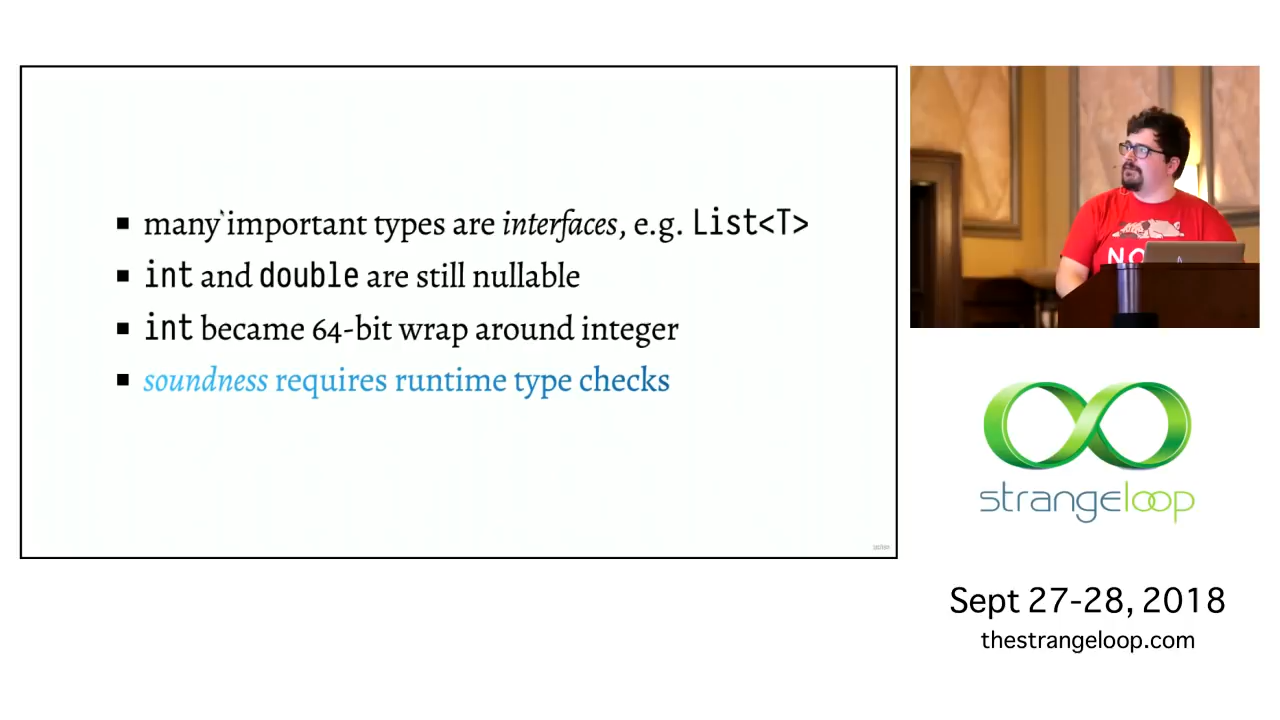 many important types are interfaces, e.g. List<T>
int and double are still nullable
int became 64-bit wrap around integer
soundness requires runtime type checks
NO
strangeloop
Sept 27-28, 2018
thestrangeloop.com